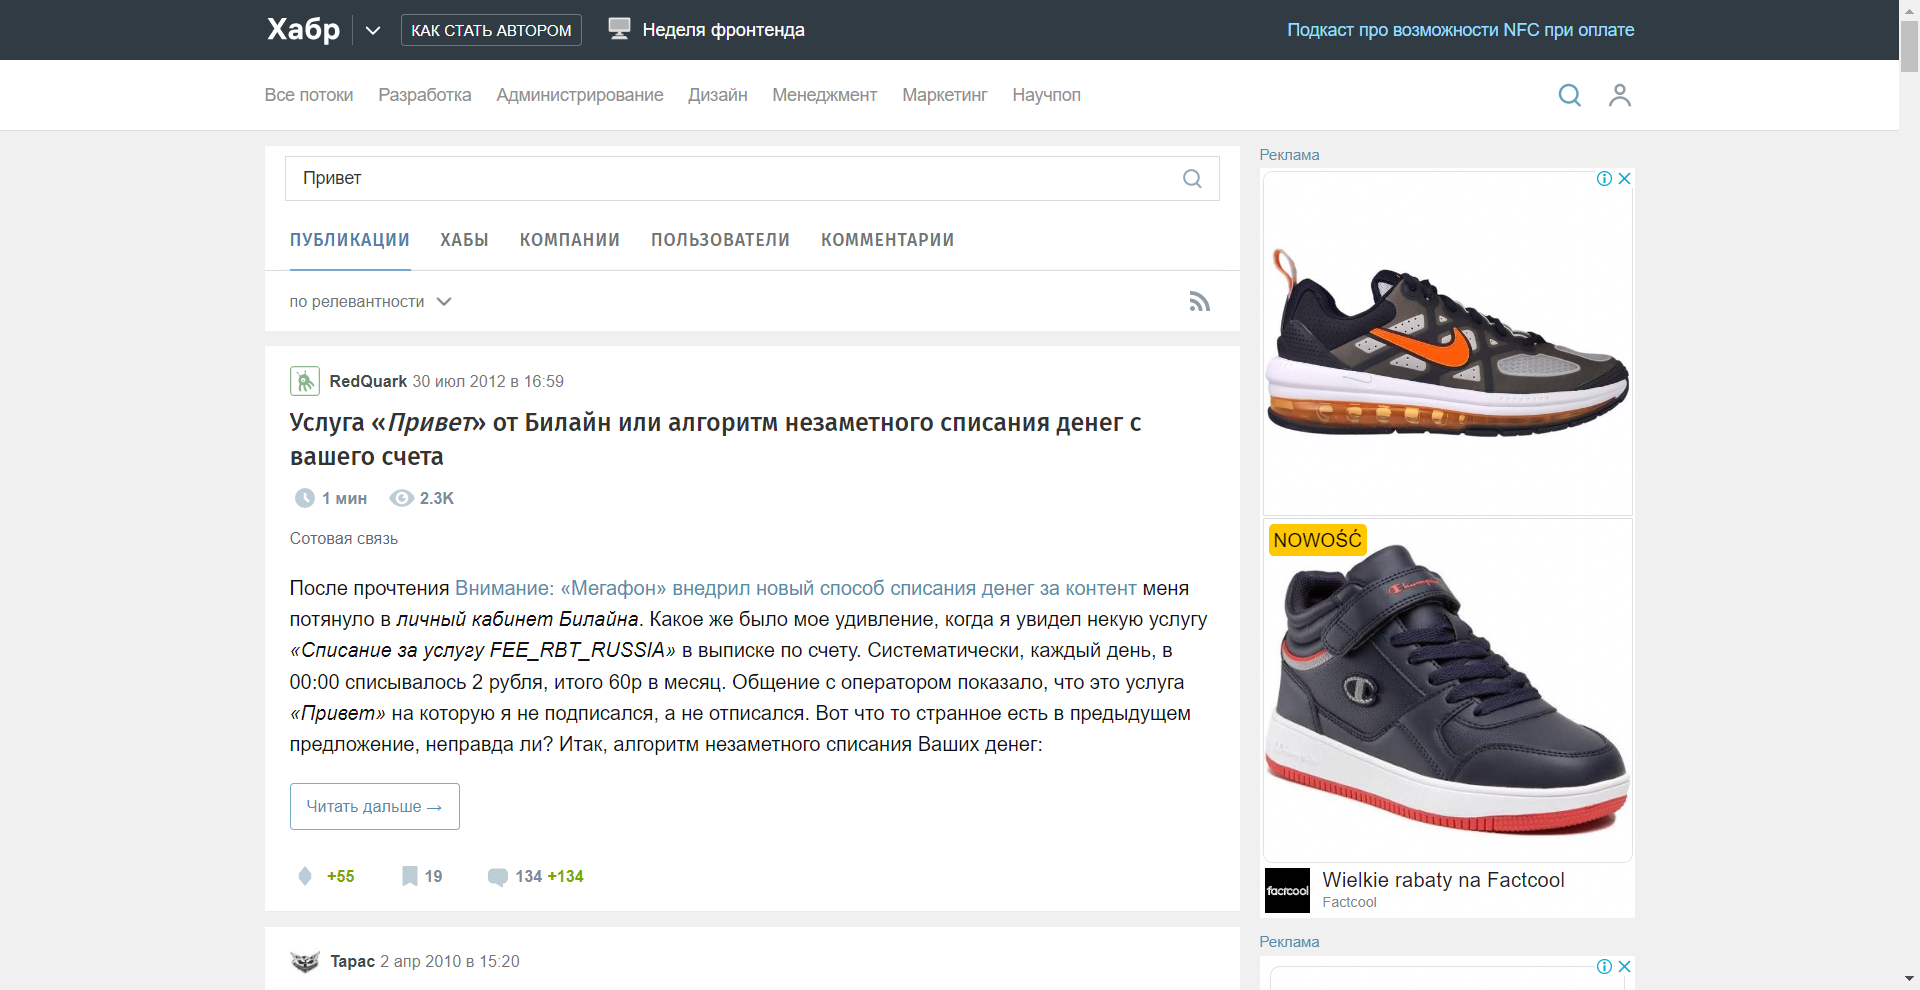 Хабр
КАК СТАТЬ АВТОРОМ
Неделя фронтенда
Подкаст про возможности NFC при оплате
Все потоки Разработка Администрирование Дизайн Менеджмент Маркетинг Научпоп
Привет
ПУБЛИКАЦИИ ХАБЫ КОМПАНИИ ПОЛЬЗОВАТЕЛИ КОММЕНТАРИИ
по релевантности
RedQuark 30 июл 2012 в 16:59
Услуга «Привет» от Билайн или алгоритм незаметного списания денег с
вашего счета
1 мин 2.3K
Сотовая связь
После прочтения Внимание: «Мегафон» внедрил новый способ списания денег за контент меня
потянуло в личный кабинет Билайна. Какое же было мое удивление, когда я увидел некую услугу
«Списание за услугу FEE_RBT_RUSSIA» в выписке по счету. Систематически, каждый день, в
00:00 списывалось 2 рубля, итого 60р в месяц. Общение с оператором показало, что это услуга
«Привет» на которую я не подписался, а не отписался. Вот что то странное есть в предыдущем
предложение, неправда ли? Итак, алгоритм незаметного списания Ваших денег:
Читать дальше →
+55 19 134 +134
Tapac 2 апр 2010 в 15:20
Реклама
NOWOŚĆ
Champion
factcool
Wielkie rabaty na Factcool
Factcool
Реклама